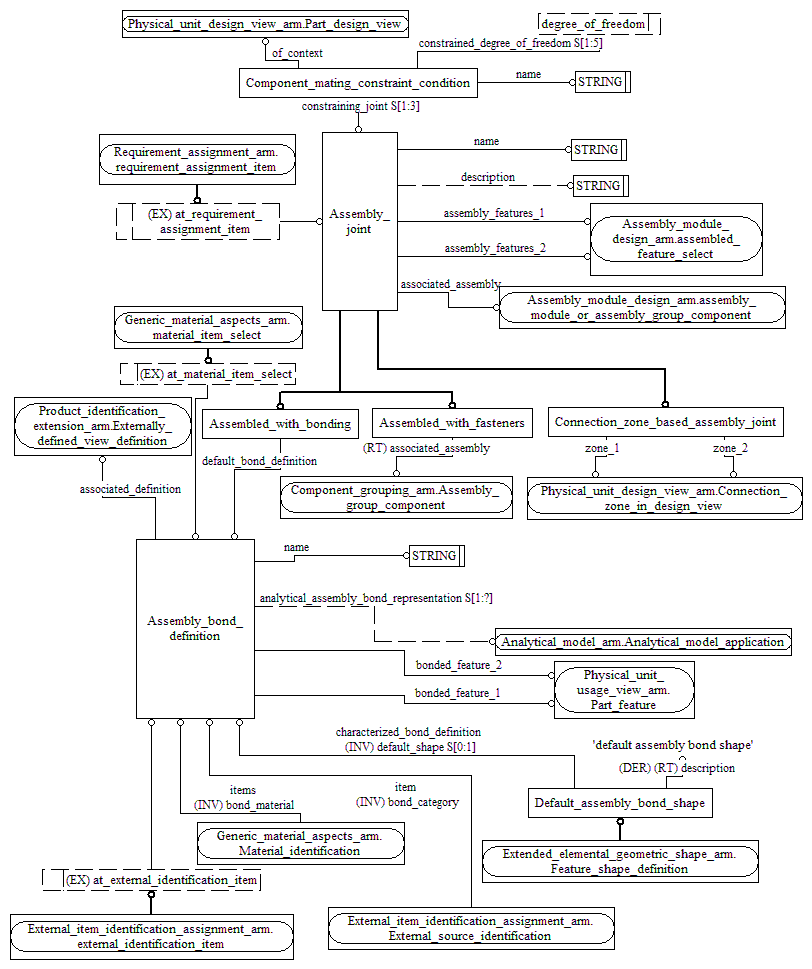 Physical_unit_design_view_arm.Part_design_view
degree_of_freedom
of_context
constrained_degree_of_freedom S[1:5]
Component_mating_constraint_condition
name
STRING
constraining_joint S[1:3]
Requirement_assignment_arm.
requirement_assignment_item
(EX) at_requirement_
assignment_item
Assembly_
joint
name
STRING
description
STRING
assembly_features_1
assembly_features_2
Assembly_module_
design_arm.assembled_
feature_select
associated_assembly
Assembly_module_design_arm.assembly_
module_or_assembly_group_component
Generic_material_aspects_arm.
material_item_select
(EX) at_material_item_select
Product_identification_
extension_arm.Externally_
defined_view_definition
Assembled_with_bonding
Assembled_with_fasteners
Connection_zone_based_assembly_joint
(RT) associated_assembly
zone_1
zone_2
default_bond_definition
associated_definition
Component_grouping_arm.Assembly_
group_component
Physical_unit_design_view_arm.Connection_
zone_in_design_view
name
STRING
Assembly_bond_
definition
analytical_assembly_bond_representation S[1:?]
Analytical_model_arm.Analytical_model_application
bonded_feature_2
bonded_feature_1
Physical_unit_
usage_view_arm.
Part_feature
characterized_bond_definition
(INV) default_shape S[0:1]
'default assembly bond shape'
(DER) (RT) description
items
(INV) bond_material
item
(INV) bond_category
Default_assembly_bond_shape
Generic_material_aspects_arm.
Material_identification
Extended_elemental_geometric_shape_arm.
Feature_shape_definition
(EX) at_external_identification_item
External_item_identification_assignment_arm.
external_identification_item
External_item_identification_assignment_arm.
External_source_identification